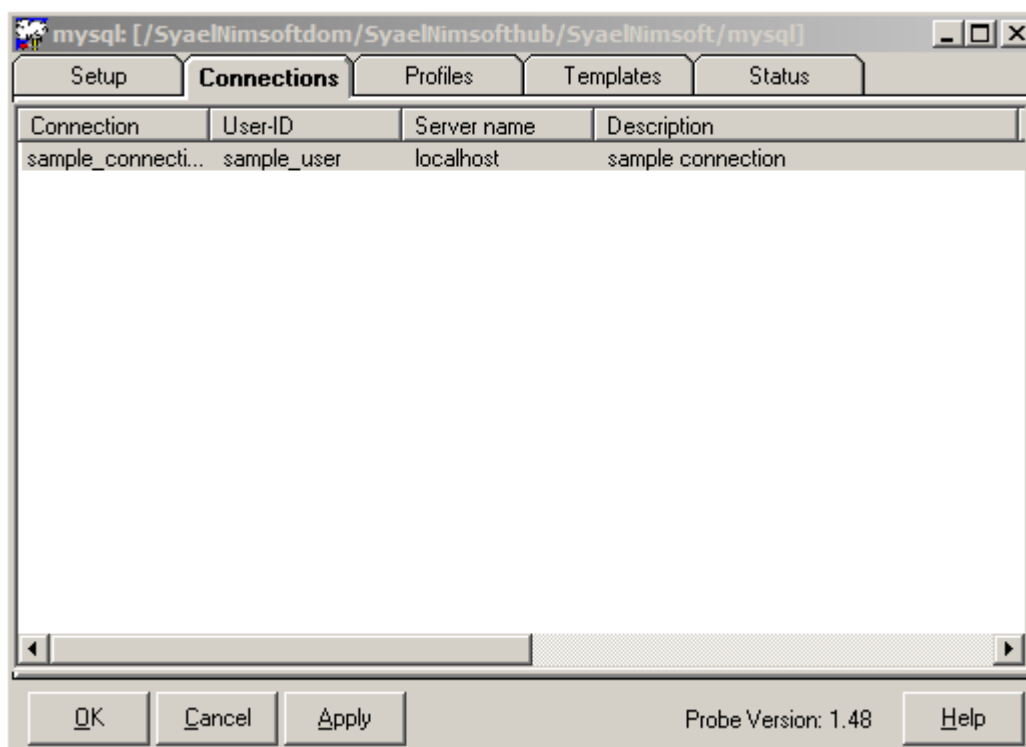 mysql: [/SyaelNimsoftdom/SyaelNimsofthub/SyaelNimsoft/mysql]
Setup Connections Profiles Templates Status
Connection User-ID Server name Description
sample_connecti... sample_user localhost sample connection
OK Cancel Apply Probe Version: 1.48 Help